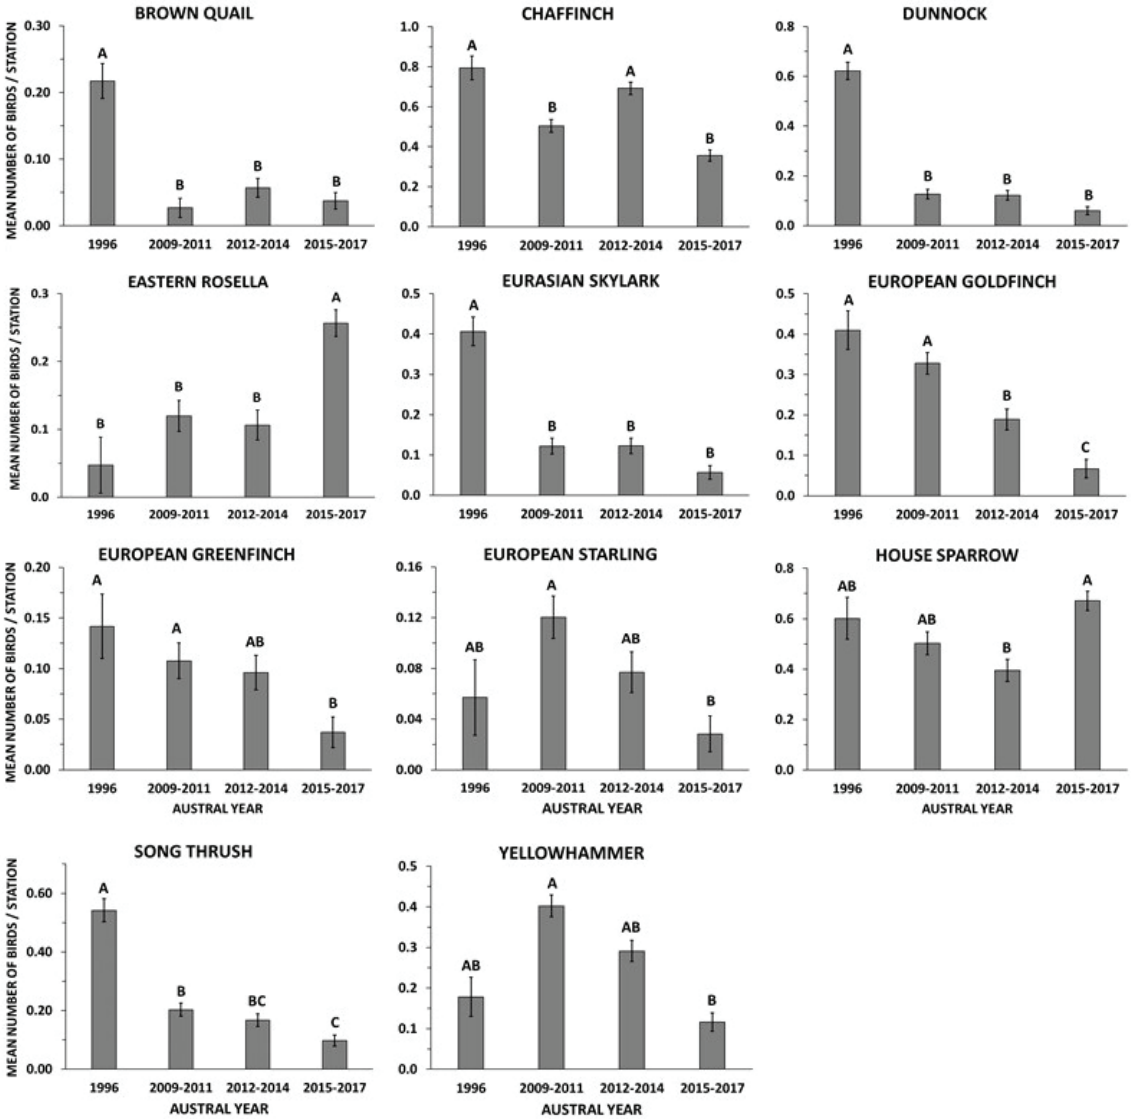 BROWN QUAIL
MEAN NUMBER OF BIRDS / STATION
0.30
0.20
0.10
0.00
A
B
B
B
1996 2009-2011 2012-2014 2015-2017
CHAFFINCH
1.0
0.8
0.6
0.4
0.2
0.0
A
B
A
B
1996 2009-2011 2012-2014 2015-2017
DUNNOCK
0.8
0.6
0.4
0.2
0.0
A
B
B
B
1996 2009-2011 2012-2014 2015-2017
EASTERN ROSELLA
MEAN NUMBER OF BIRDS / STATION
0.3
0.2
0.1
0.0
B
B
B
A
1996 2009-2011 2012-2014 2015-2017
EURASIAN SKYLARK
0.5
0.4
0.3
0.2
0.1
0.0
A
B
B
B
1996 2009-2011 2012-2014 2015-2017
EUROPEAN GOLDFINCH
0.5
0.4
0.3
0.2
0.1
0.0
A
A
B
C
1996 2009-2011 2012-2014 2015-2017
EUROPEAN GREENFINCH
MEAN NUMBER OF BIRDS / STATION
0.20
0.15
0.10
0.05
0.00
A
A
AB
B
1996 2009-2011 2012-2014 2015-2017
AUSTRAL YEAR
EUROPEAN STARLING
0.16
0.12
0.08
0.04
0.00
AB
A
AB
B
1996 2009-2011 2012-2014 2015-2017
AUSTRAL YEAR
HOUSE SPARROW
0.8
0.6
0.4
0.2
0.0
AB
AB
B
A
1996 2009-2011 2012-2014 2015-2017
AUSTRAL YEAR
SONG THRUSH
MEAN NUMBER OF BIRDS / STATION
0.60
0.40
0.20
0.00
A
B
BC
C
1996 2009-2011 2012-2014 2015-2017
AUSTRAL YEAR
YELLOWHAMMER
0.5
0.4
0.3
0.2
0.1
0.0
AB
A
AB
B
1996 2009-2011 2012-2014 2015-2017
AUSTRAL YEAR